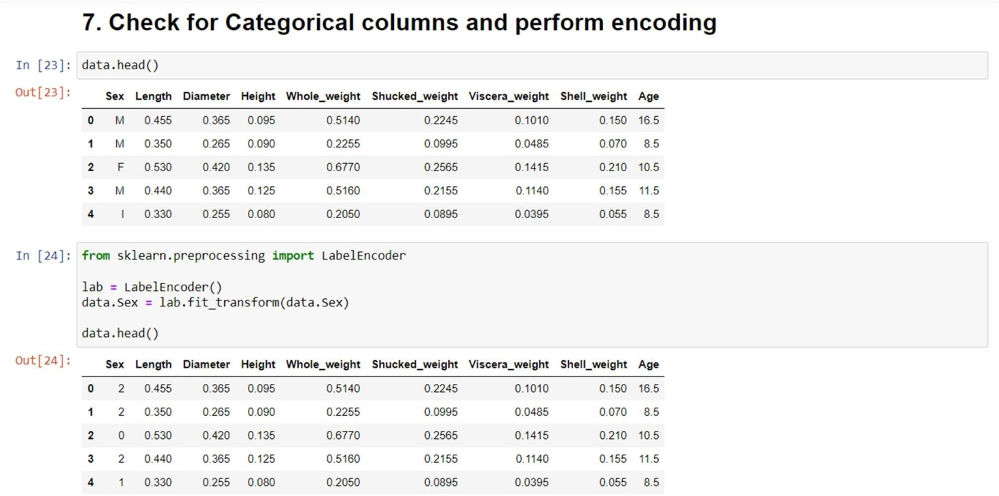 7. Check for Categorical columns and perform encoding
In [23]: data.head()
Out[23]:
Sex Length Diameter Height Whole_weight Shucked_weight Viscera_weight Shell_weight Age
0 M 0.455 0.365 0.095 0.5140 0.2245 0.1010 0.150 16.5
1 M 0.350 0.265 0.090 0.2255 0.0995 0.0485 0.070 8.5
2 F 0.530 0.420 0.135 0.6770 0.2565 0.1415 0.210 10.5
3 M 0.440 0.365 0.125 0.5160 0.2155 0.1140 0.155 11.5
4 I 0.330 0.255 0.080 0.2050 0.0895 0.0395 0.055 8.5
In [24]: from sklearn.preprocessing import LabelEncoder
lab = LabelEncoder()
data.Sex = lab.fit_transform(data.Sex)
data.head()
Out[24]:
Sex Length Diameter Height Whole_weight Shucked_weight Viscera_weight Shell_weight Age
0 2 0.455 0.365 0.095 0.5140 0.2245 0.1010 0.150 16.5
1 2 0.350 0.265 0.090 0.2255 0.0995 0.0485 0.070 8.5
2 0 0.530 0.420 0.135 0.6770 0.2565 0.1415 0.210 10.5
3 2 0.440 0.365 0.125 0.5160 0.2155 0.1140 0.155 11.5
4 1 0.330 0.255 0.080 0.2050 0.0895 0.0395 0.055 8.5